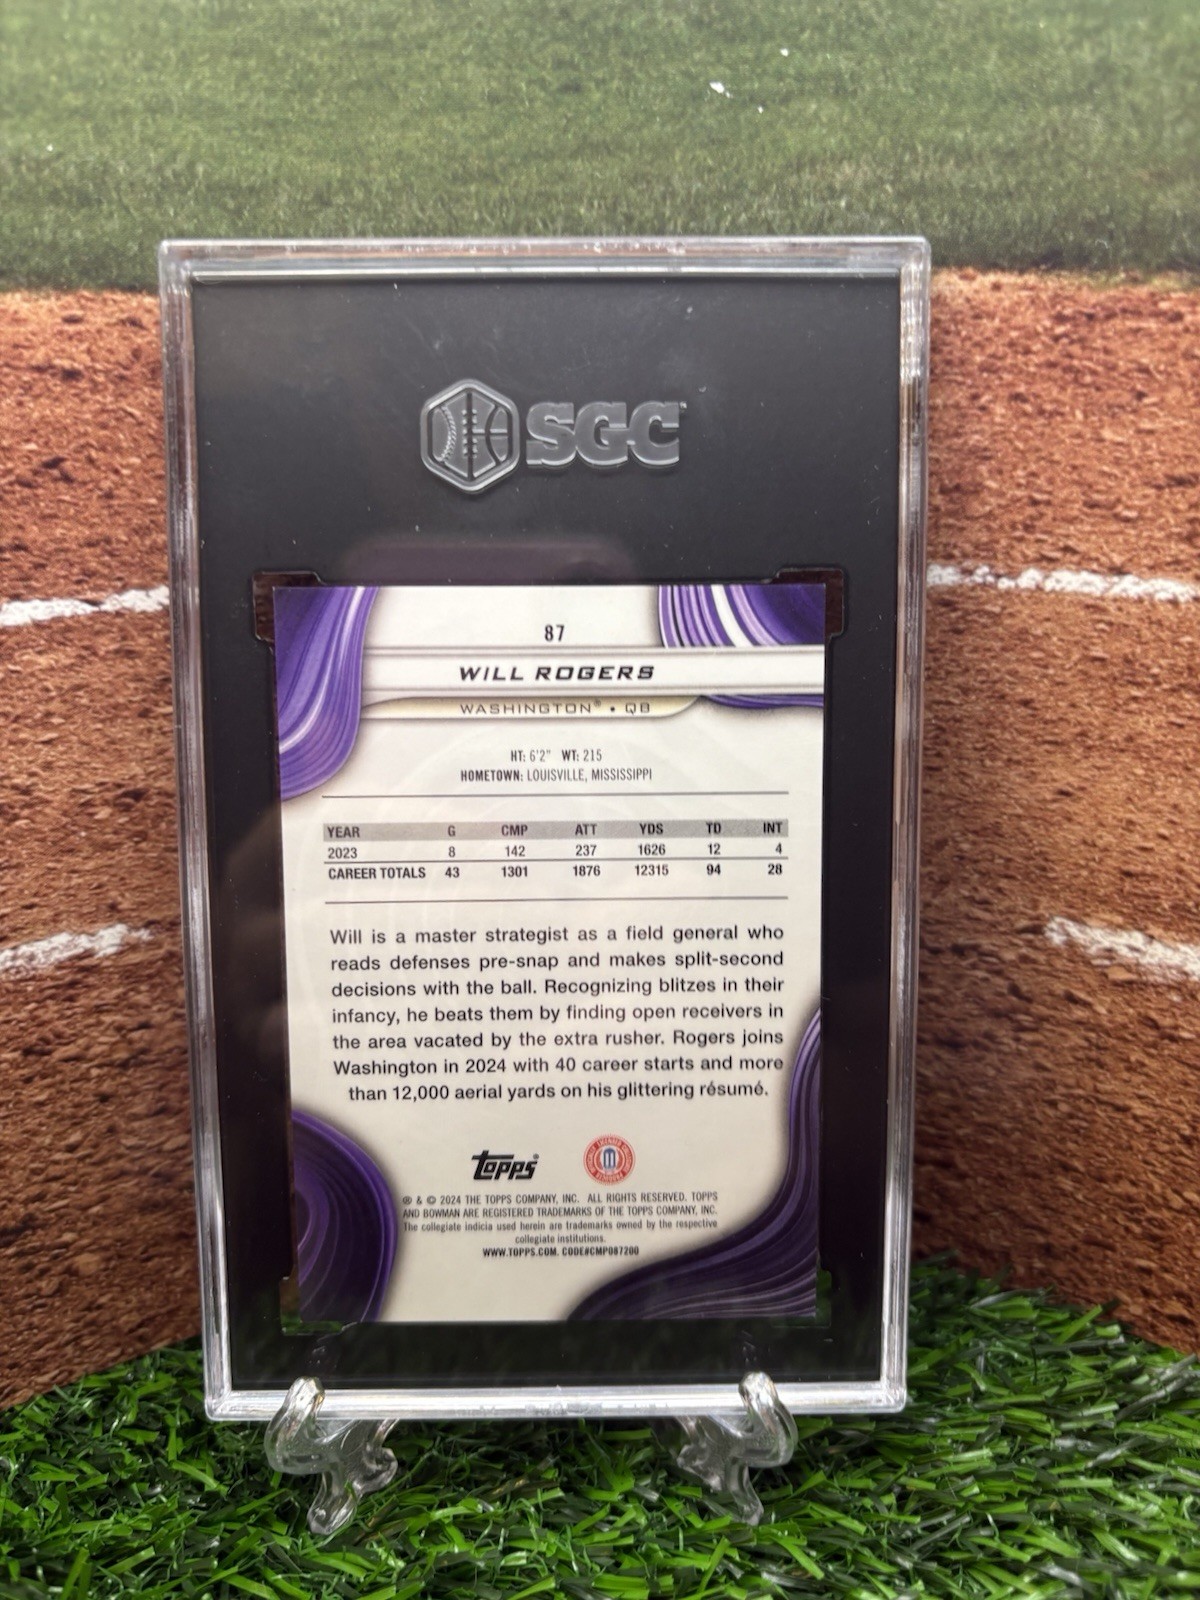 SGC
87
WILL ROGERS
WASHINGTON® • QB
HT: 6'2" WT: 215
HOMETOWN: LOUISVILLE, MISSISSIPPI
YEAR G CMP ATT YDS TD INT
2023 8 142 237 1626 12 4
CAREER TOTALS 43 1301 1876 12315 94 28
Will is a master strategist as a field general who
reads defenses pre-snap and makes split-second
decisions with the ball. Recognizing blitzes in their
infancy, he beats them by finding open receivers in
the area vacated by the extra rusher. Rogers joins
Washington in 2024 with 40 career starts and more
than 12,000 aerial yards on his glittering résumé.
Topps®
® & © 2024 THE TOPPS COMPANY, INC. ALL RIGHTS RESERVED. TOPPS
AND BOWMAN ARE REGISTERED TRADEMARKS OF THE TOPPS COMPANY, INC.
The collegiate indicia used herein are trademarks owned by the respective
collegiate institutions.
WWW.TOPPS.COM. CODE#CMP087200